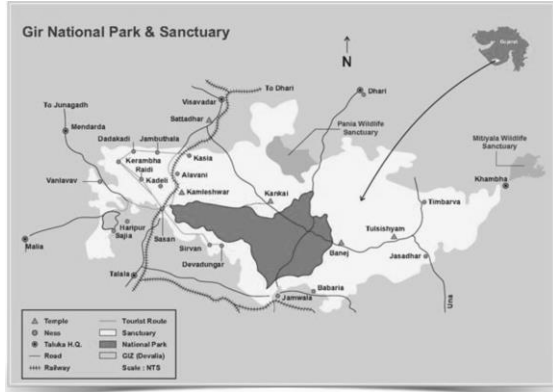 Gir National Park & Sanctuary
Gujarat
N
To Dhari
Visavadar
Dhari
To Junagadh
Sattadhar
Mendarda
Pania Wildlife
Sanctuary
Mitiyala Wildlife
Sanctuary
Dadakadi
Jambuthala
Kerambha
Kasia
Raidi
Alavani
Khambha
Vaniavav
Kadeli
Kamleshwar
Kankai
Timbarva
Haripur
Sajia
Sasan
Tulsishyam
Malia
Sirvan
Banej
Devadungar
Jasadhar
Talala
Babaria
Jamwala
Una
Temple
Tourist Route
Ness
Sanctuary
Taluka H.Q.
National Park
Road
GIZ (Devalia)
Railway
Scale : NTS